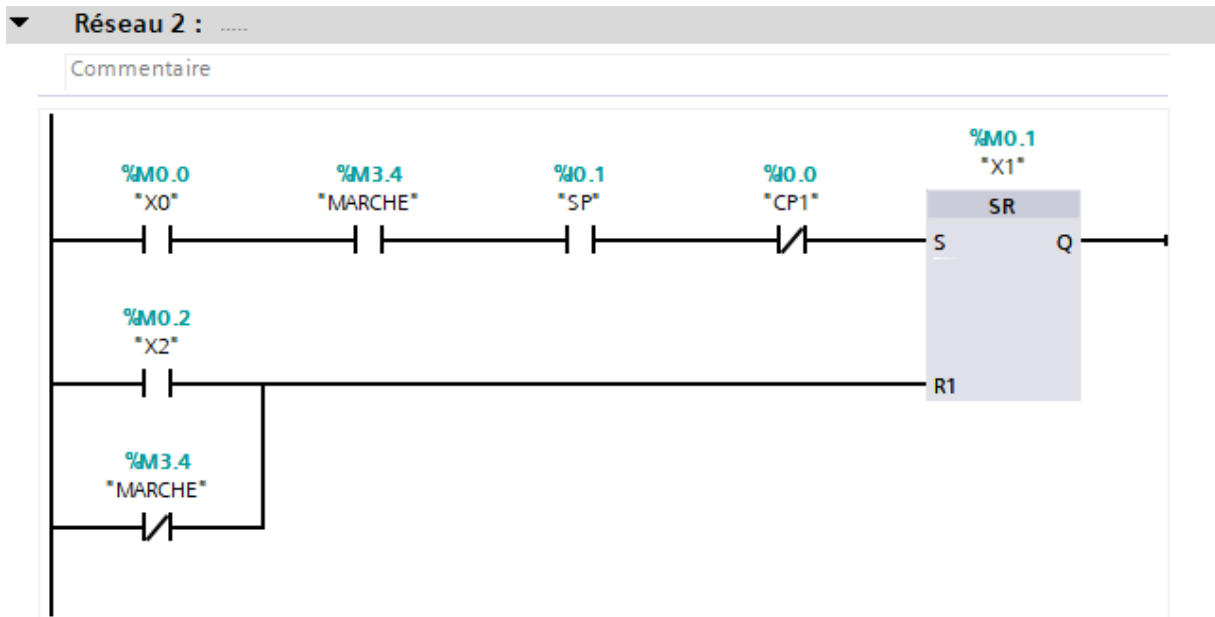 Réseau 2 : .....
Commentaire
%M0.0
"X0"
%M3.4
"MARCHE"
%I0.1
"SP"
%I0.0
"CP1"
%M0.1
"X1"
SR
S
Q
%M0.2
"X2"
R1
%M3.4
"MARCHE"